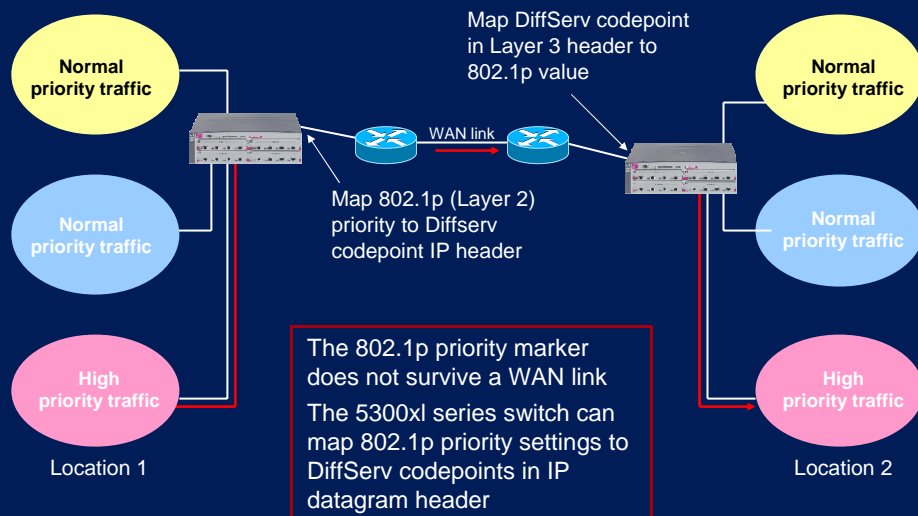 Map DiffServ codepoint
in Layer 3 header to
802.1p value
Normal
priority traffic
Normal
priority traffic
WAN link
Map 802.1p (Layer 2)
priority to Diffserv
codepoint IP header
Normal
priority traffic
Normal
priority traffic
The 802.1p priority marker
does not survive a WAN link
The 5300xl series switch can
map 802.1p priority settings to
DiffServ codepoints in IP
datagram header
High
priority traffic
High
priority traffic
Location 1
Location 2